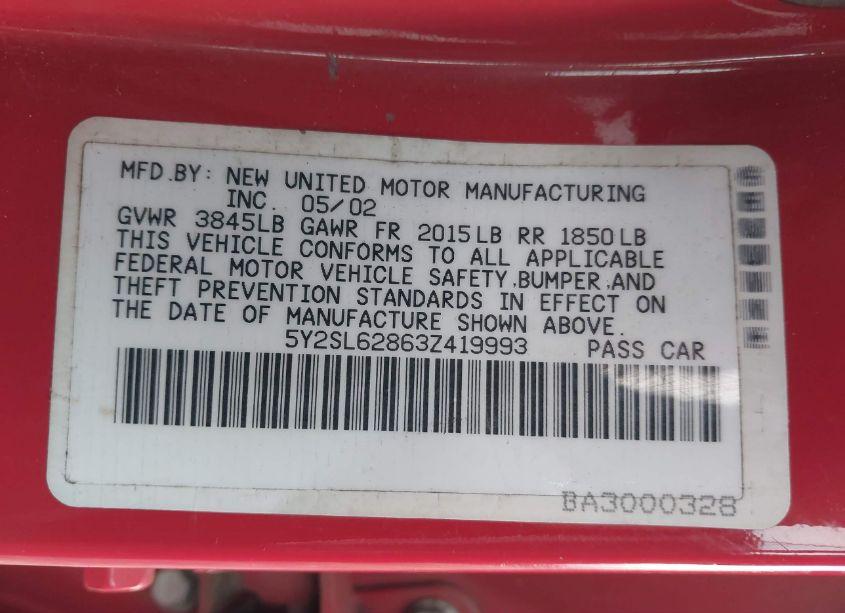 MFD.BY: NEW UNITED MOTOR MANUFACTURING
INC. 05/02
GVWR 3845LB GAWR FR 2015LB RR 1850LB
THIS VEHICLE CONFORMS TO ALL APPLICABLE
FEDERAL MOTOR VEHICLE SAFETY,BUMPER,AND
THEFT PREVENTION STANDARDS IN EFFECT ON
THE DATE OF MANUFACTURE SHOWN ABOVE.
5Y2SL62863Z419993 PASS CAR
BA3000328